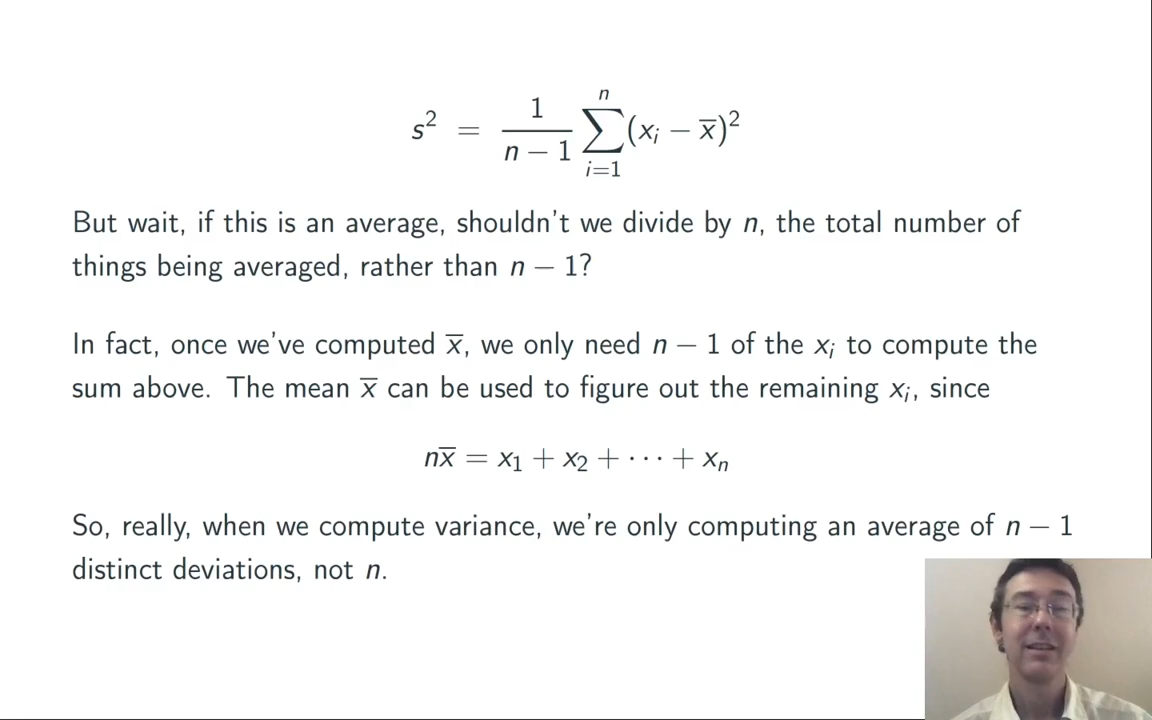 s² = 1/(n − 1) ∑ᵢ₌₁ⁿ (xᵢ − x̅)²
But wait, if this is an average, shouldn't we divide by n, the total number of
things being averaged, rather than n − 1?
In fact, once we've computed x̅, we only need n − 1 of the xᵢ to compute the
sum above. The mean x̅ can be used to figure out the remaining xᵢ, since
nx̅ = x₁ + x₂ + ⋯ + xₙ
So, really, when we compute variance, we're only computing an average of n − 1
distinct deviations, not n.